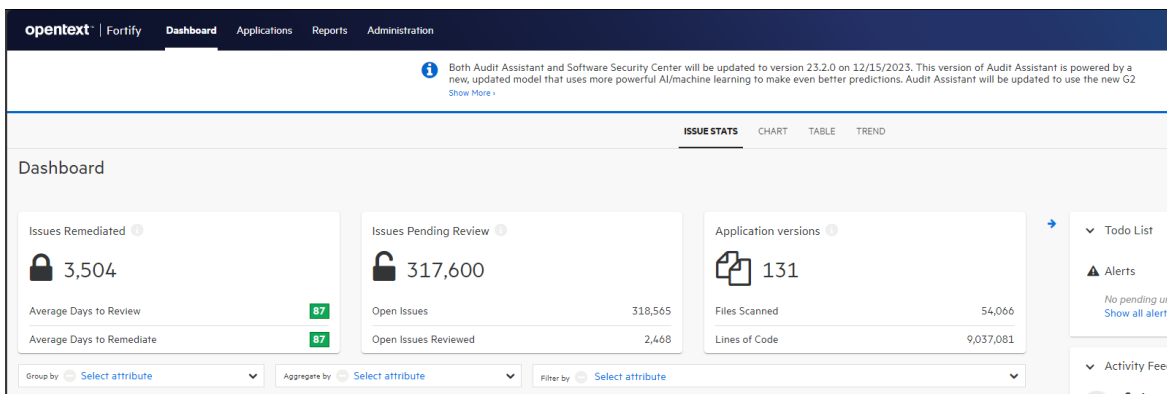 opentext™ | Fortify Dashboard Applications Reports Administration
Both Audit Assistant and Software Security Center will be updated to version 23.2.0 on 12/15/2023. This version of Audit Assistant is powered by a
new, updated model that uses more powerful AI/machine learning to make even better predictions. Audit Assistant will be updated to use the new G2
Show More ›
ISSUE STATS CHART TABLE TREND
Dashboard
Issues Remediated
3,504
Average Days to Review 87
Average Days to Remediate 87
Issues Pending Review
317,600
Open Issues 318,565
Open Issues Reviewed 2,468
Application versions
131
Files Scanned 54,066
Lines of Code 9,037,081
Todo List
Alerts
No pending
Show all alert
Group by Select attribute
Aggregate by Select attribute
Filter by Select attribute
Activity Fee